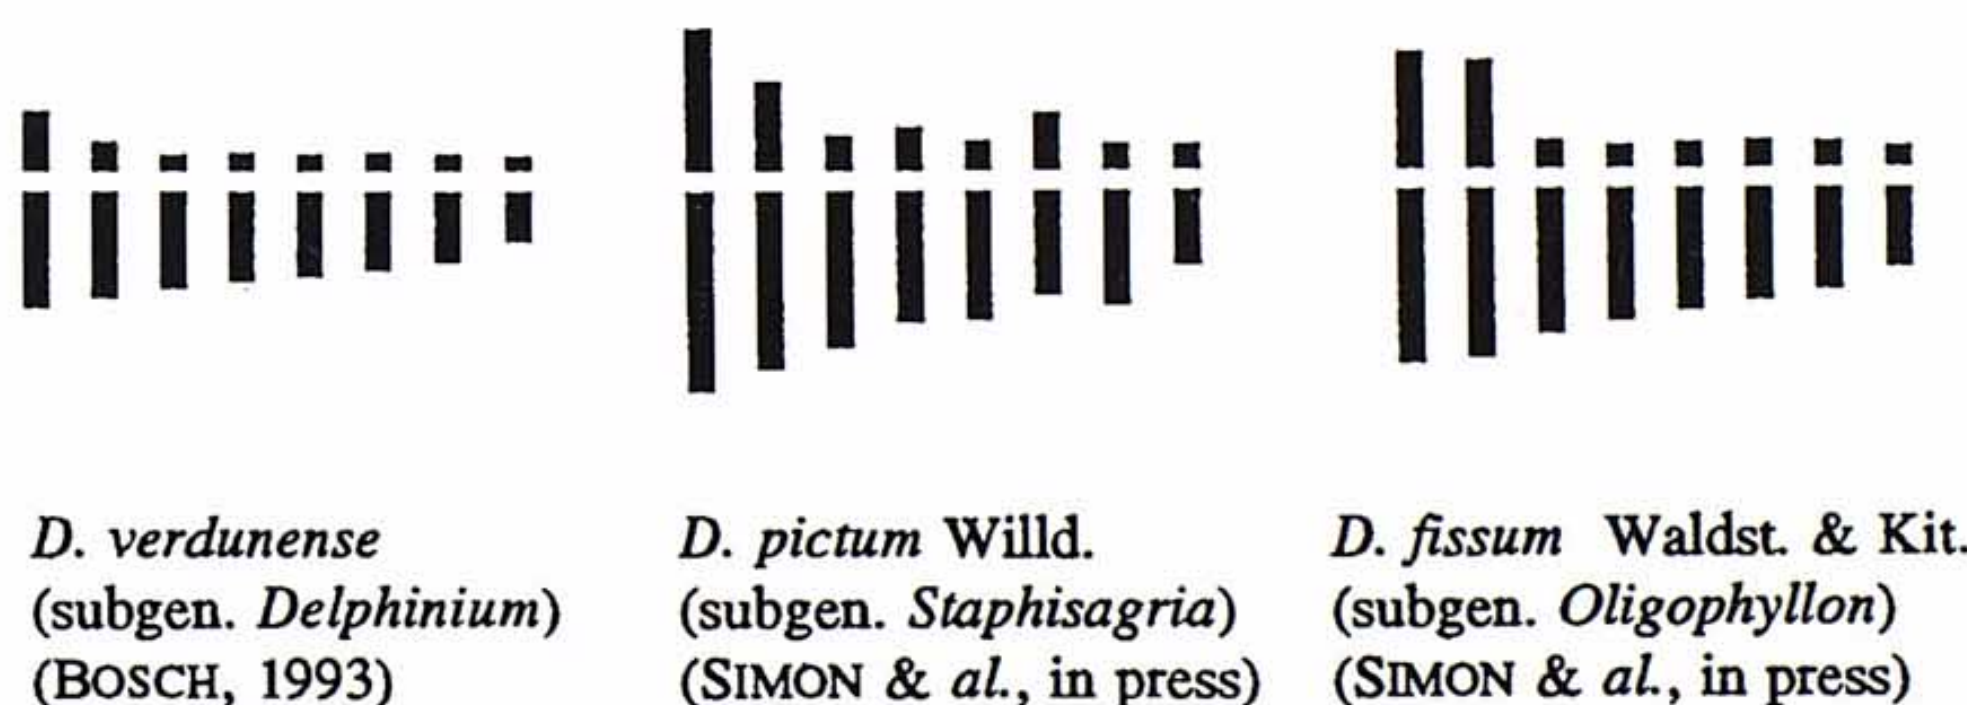 D. verdunense
(subgen. Delphinium)
(BOSCH, 1993)
D. pictum Willd.
(subgen. Staphisagria)
(SIMON & al., in press)
D. fissum Waldst. & Kit.
(subgen. Oligophyllon)
(SIMON & al., in press)